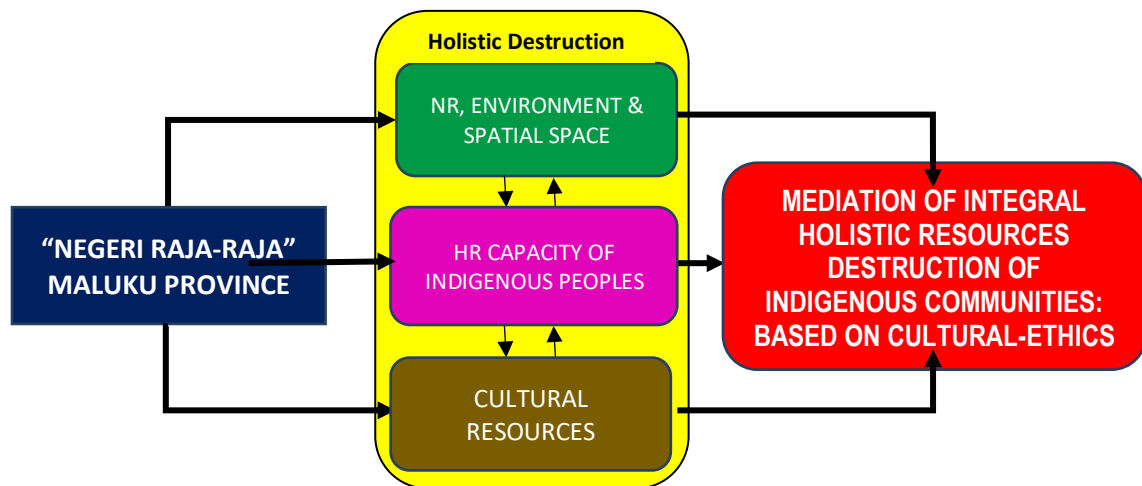 Holistic Destruction
NR, ENVIRONMENT &
SPATIAL SPACE
“NEGERI RAJA-RAJA”
MALUKU PROVINCE
HR CAPACITY OF
INDIGENOUS PEOPLES
CULTURAL
RESOURCES
MEDIATION OF INTEGRAL
HOLISTIC RESOURCES
DESTRUCTION OF
INDIGENOUS COMMUNITIES:
BASED ON CULTURAL-ETHICS